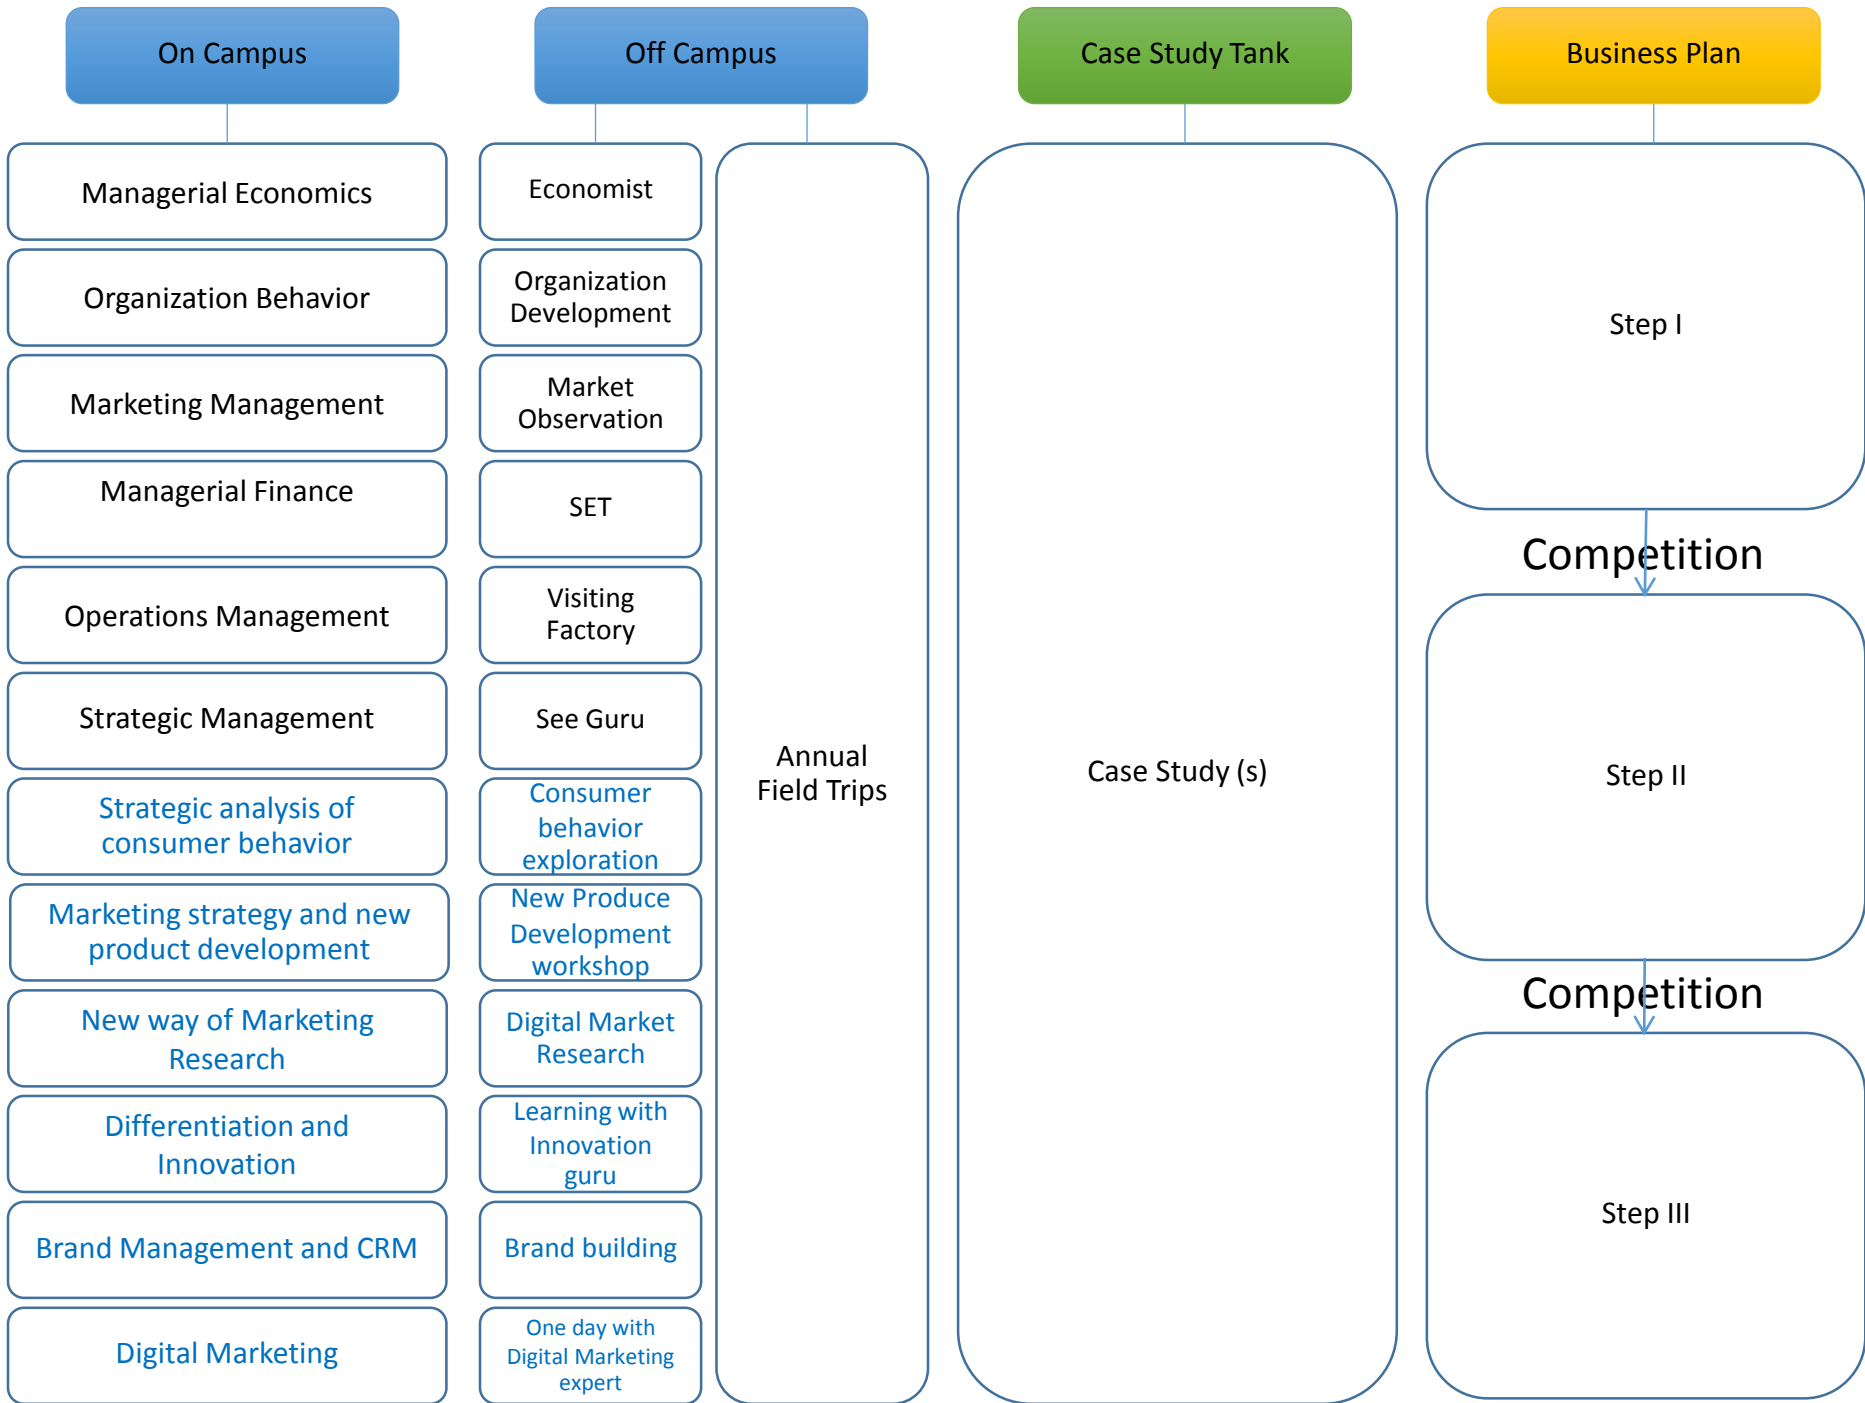 On Campus
Off Campus
Case Study Tank
Business Plan
Managerial Economics
Organization Behavior
Marketing Management
Managerial Finance
Operations Management
Strategic Management
Strategic analysis of
consumer behavior
Marketing strategy and new
product development
New way of Marketing
Research
Differentiation and
Innovation
Brand Management and CRM
Digital Marketing
Economist
Organization
Development
Market
Observation
SET
Visiting
Factory
See Guru
Consumer
behavior
exploration
New Produce
Development
workshop
Digital Market
Research
Learning with
Innovation
guru
Brand building
One day with
Digital Marketing
expert
Annual
Field Trips
Case Study (s)
Step I
Competition
Step II
Competition
Step III